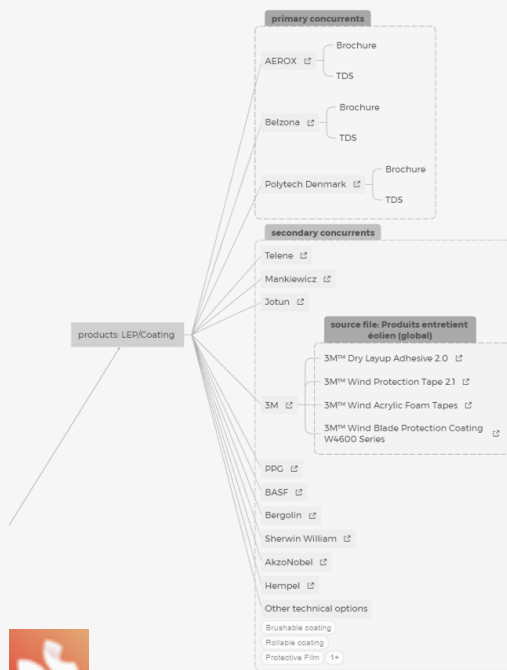 primary concurrents
AEROX
Brochure
TDS
Belzona
Brochure
TDS
Polytech Denmark
Brochure
TDS
secondary concurrents
Telene
Mankiewicz
Jotun
products: LEP/Coating
source file: Produits entretient
éolien (global)
3M
3M™ Dry Layup Adhesive 2.0
3M™ Wind Protection Tape 2.1
3M™ Wind Acrylic Foam Tapes
3M™ Wind Blade Protection Coating
W4600 Series
PPG
BASF
Bergolin
Sherwin William
AkzoNobel
Hempel
Other technical options
Brushable coating
Rollable coating
Protective Film 1+